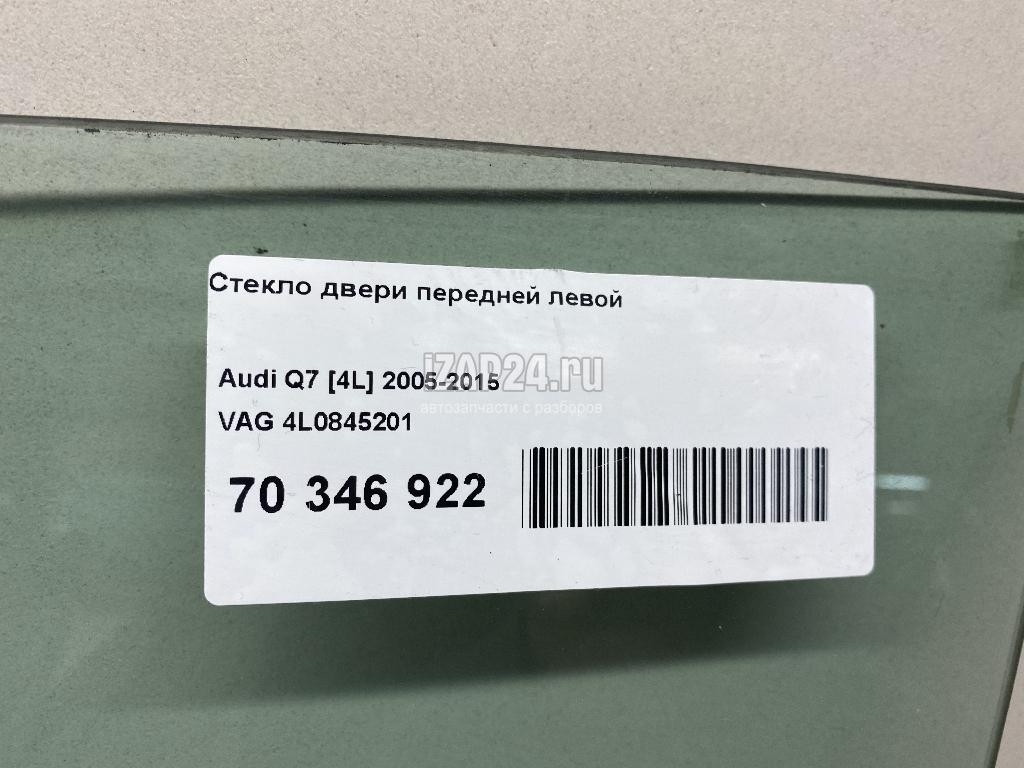 Стекло двери передней левой
Audi Q7 [4L] 2005-2015
iZAP24.ru
автозапчасти с разборов
VAG 4L0845201
70 346 922